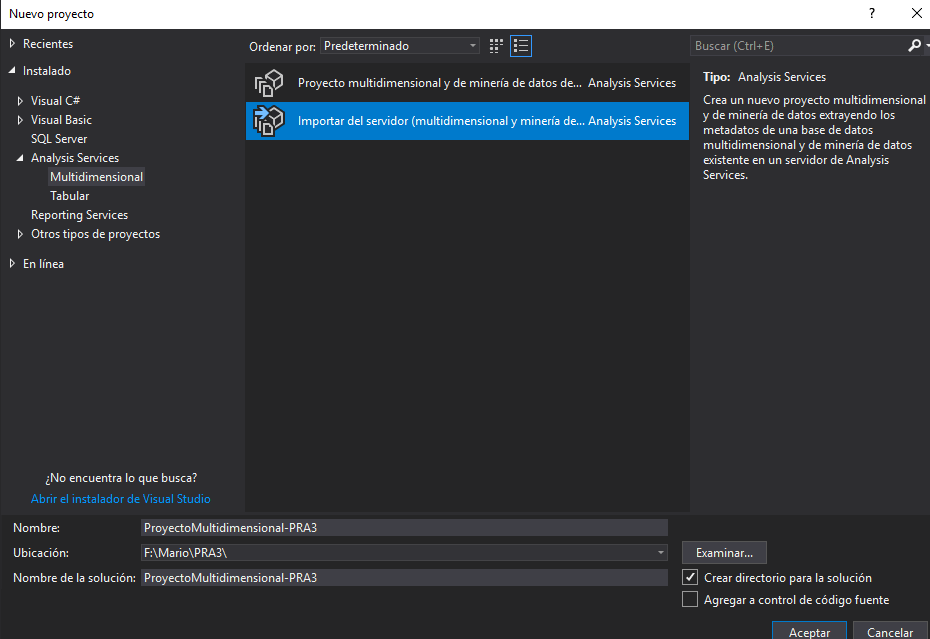 Nuevo proyecto
?
Recientes
Instalado
Visual C#
Visual Basic
SQL Server
Analysis Services
Multidimensional
Tabular
Reporting Services
Otros tipos de proyectos
En línea
¿No encuentra lo que busca?
Abrir el instalador de Visual Studio
Ordenar por: Predeterminado
Proyecto multidimensional y de minería de datos de... Analysis Services
Importar del servidor (multidimensional y minería de... Analysis Services
Buscar (Ctrl+E)
Tipo: Analysis Services
Crea un nuevo proyecto multidimensional
y de minería de datos extrayendo los
metadatos de una base de datos
multidimensional y de minería de datos
existente en un servidor de Analysis
Services.
Nombre: ProyectoMultidimensional-PRA3
Ubicación: F:\Mario\PRA3\
Examinar...
Nombre de la solución: ProyectoMultidimensional-PRA3
Crear directorio para la solución
Agregar a control de código fuente
Aceptar Cancelar